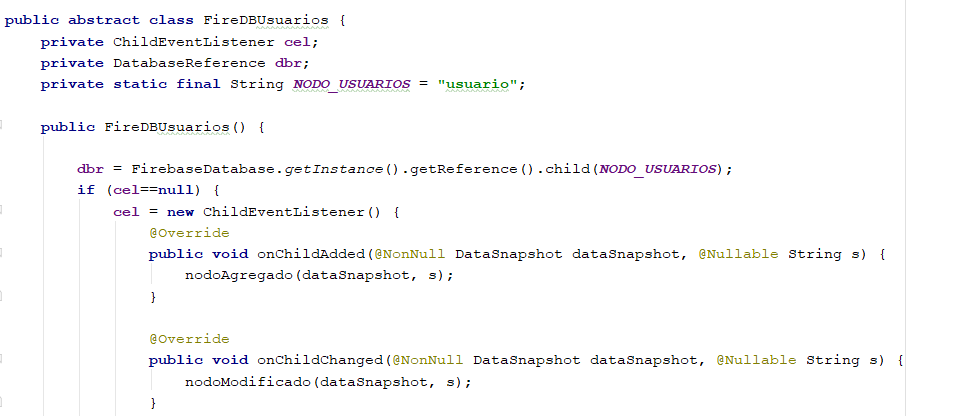 public abstract class FireDBUsuarios {
    private ChildEventListener cel;
    private DatabaseReference dbr;
    private static final String NODO_USUARIOS = "usuario";

    public FireDBUsuarios() {

        dbr = FirebaseDatabase.getInstance().getReference().child(NODO_USUARIOS);
        if (cel==null) {
            cel = new ChildEventListener() {
                @Override
                public void onChildAdded(@NonNull DataSnapshot dataSnapshot, @Nullable String s) {
                    nodoAgregado(dataSnapshot, s);
                }

                @Override
                public void onChildChanged(@NonNull DataSnapshot dataSnapshot, @Nullable String s) {
                    nodoModificado(dataSnapshot, s);
                }